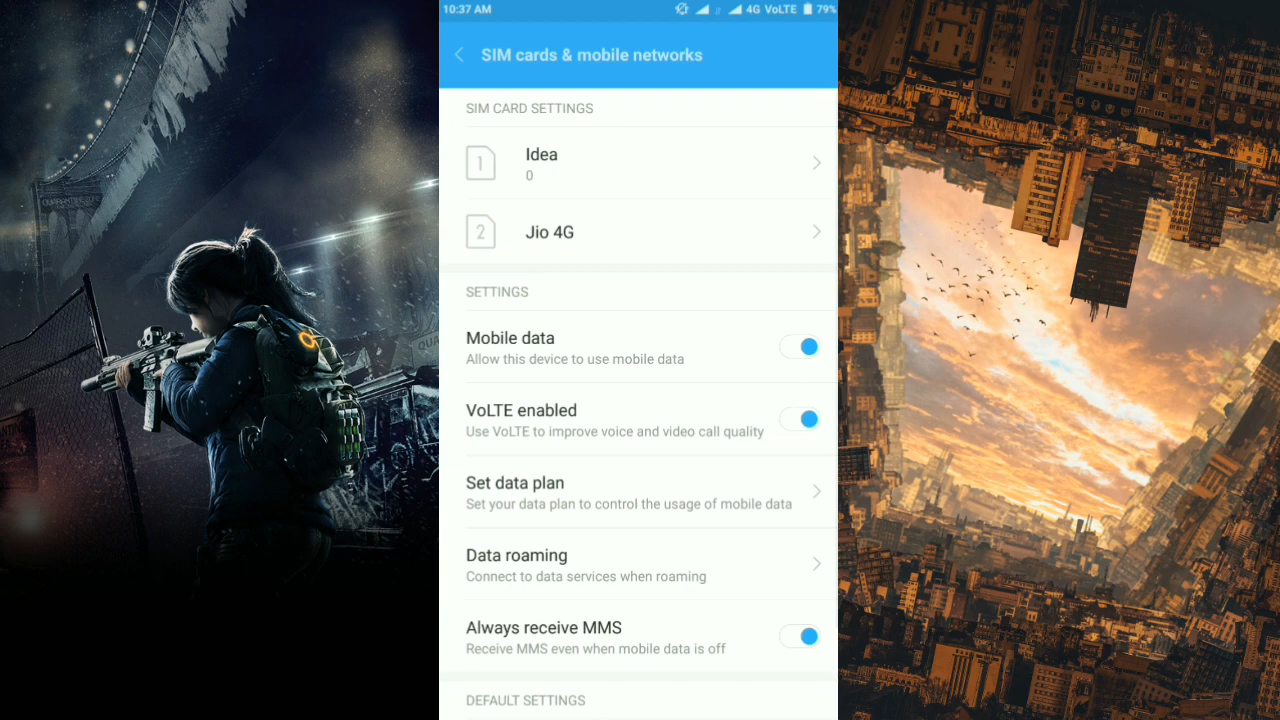 10:37 AM
4G VoLTE 79%
SIM cards & mobile networks
SIM CARD SETTINGS
1
Idea
0
2
Jio 4G
SETTINGS
Mobile data
Allow this device to use mobile data
VoLTE enabled
Use VoLTE to improve voice and video call quality
Set data plan
Set your data plan to control the usage of mobile data
Data roaming
Connect to data services when roaming
Always receive MMS
Receive MMS even when mobile data is off
DEFAULT SETTINGS